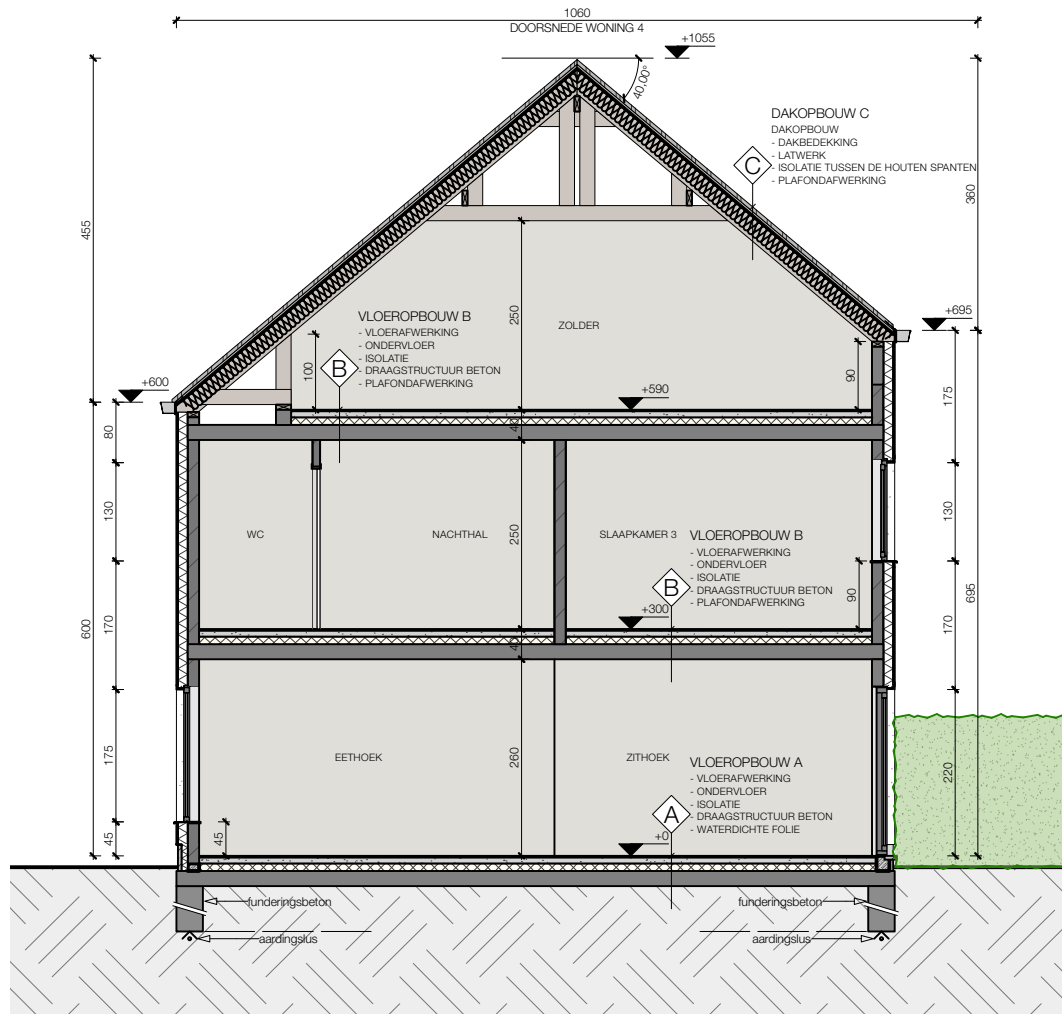 1060
DOORSNEDE WONING 4
+1055
40,00°
DAKOPBOUW C
DAKOPBOUW
- DAKBEDEKKING
- LATWERK
- ISOLATIE TUSSEN DE HOUTEN SPANTEN
- PLAFONDAFWERKING
C
455
360
250
ZOLDER
VLOEROPBOUW B
- VLOERAFWERKING
- ONDERVLOER
- ISOLATIE
- DRAAGSTRUCTUUR BETON
- PLAFONDAFWERKING
B
100
90
+695
+600
+590
175
80
40
130
WC
NACHTHAL
250
SLAAPKAMER 3
VLOEROPBOUW B
- VLOERAFWERKING
- ONDERVLOER
- ISOLATIE
- DRAAGSTRUCTUUR BETON
- PLAFONDAFWERKING
B
90
130
+300
600
170
40
170
695
EETHOEK
260
ZITHOEK
VLOEROPBOUW A
- VLOERAFWERKING
- ONDERVLOER
- ISOLATIE
- DRAAGSTRUCTUUR BETON
- WATERDICHTE FOLIE
A
175
220
+0
45
45
funderingsbeton
funderingsbeton
aardingslus
aardingslus